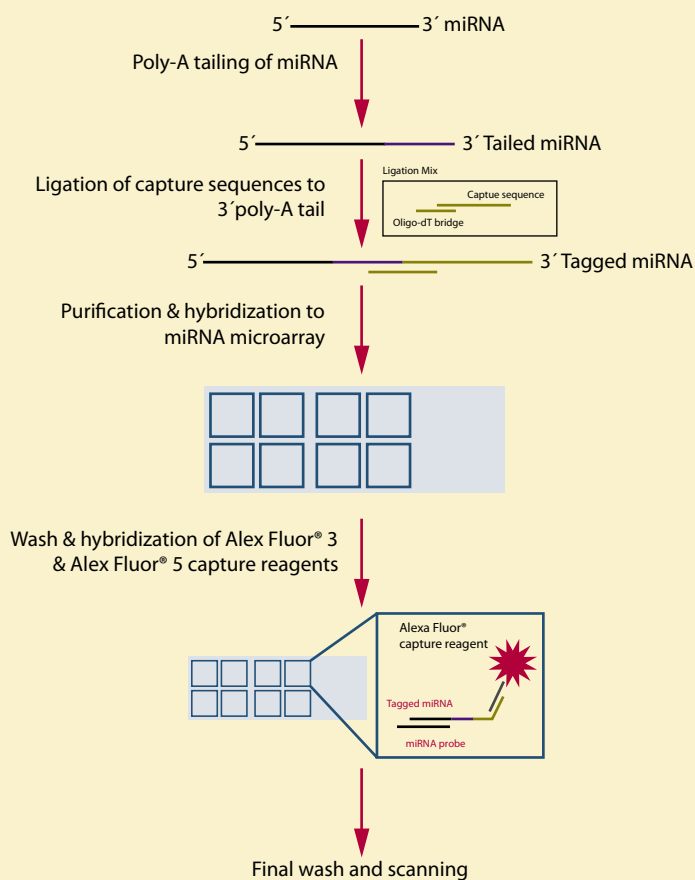 5´ 3´ miRNA
Poly-A tailing of miRNA
5´ 3´ Tailed miRNA
Ligation of capture sequences to
3´poly-A tail
Ligation Mix
Captue sequence
Oligo-dT bridge
5´ 3´ Tagged miRNA
Purification & hybridization to
miRNA microarray
Wash & hybridization of Alex Fluor® 3
& Alex Fluor® 5 capture reagents
Alexa Fluor®
capture reagent
Tagged miRNA
miRNA probe
Final wash and scanning